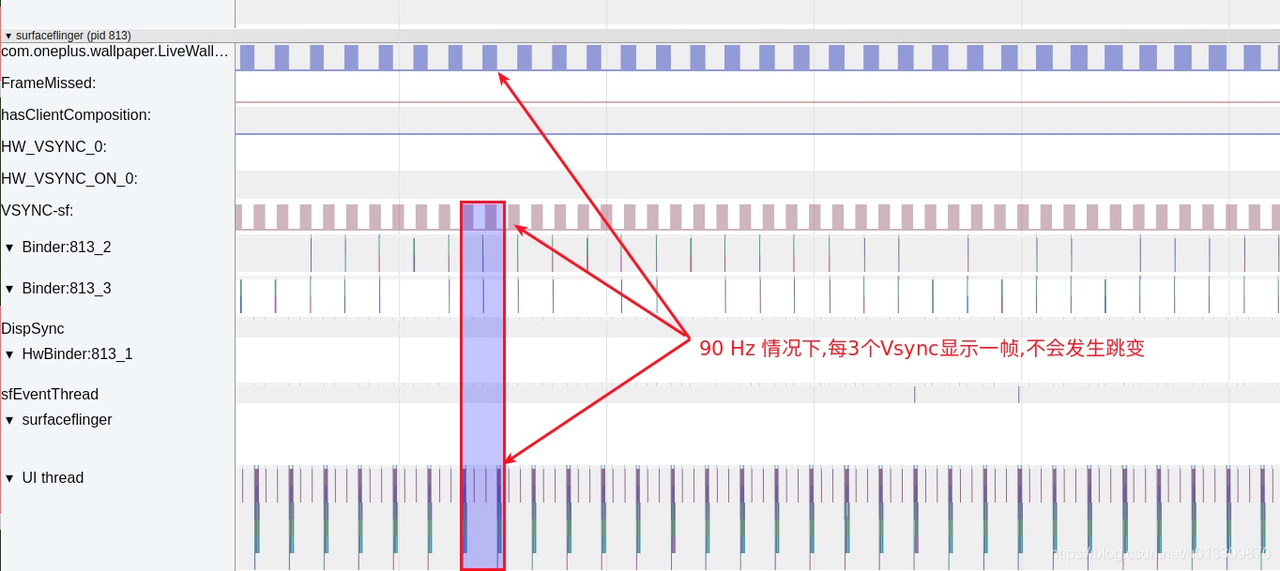 ▼ surfaceflinger (pid 813)
com.oneplus.wallpaper.LiveWall...
FrameMissed:
hasClientComposition:
HW_VSYNC_0:
HW_VSYNC_ON_0:
VSYNC-sf:
▼ Binder:813_2
▼ Binder:813_3
DispSync
▼ HwBinder:813_1
90 Hz 情况下,每3个Vsync显示一帧,不会发生跳变
sfEventThread
▼ surfaceflinger
▼ UI thread
https://blog.csdn.net/u013309870